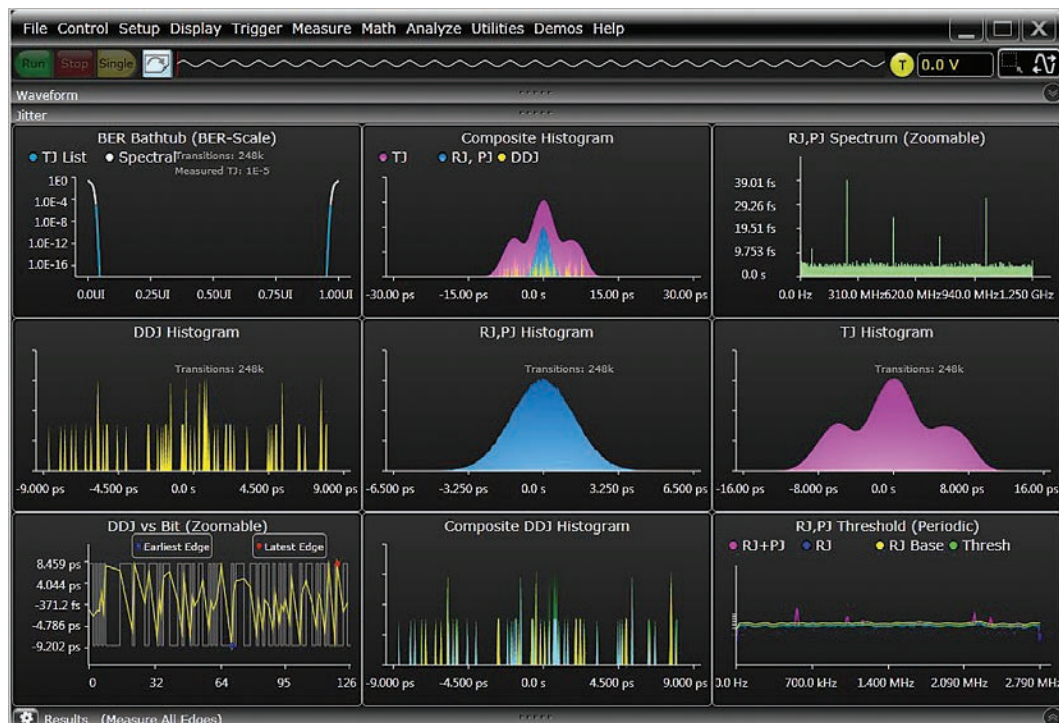 File Control Setup Display Trigger Measure Math Analyze Utilities Demos Help
Run Stop Single T 0.0 V
Waveform
Jitter
BER Bathtub (BER-Scale)
TJ List Spectral
Transitions: 248k
Measured TJ: 1E-5
1E0
1.0E-4
1.0E-8
1.0E-12
1.0E-16
0.0UI 0.25UI 0.50UI 0.75UI 1.00UI
Composite Histogram
TJ RJ, PJ DDJ
-30.00 ps -15.00 ps 0.0 s 15.00 ps 30.00 ps
RJ,PJ Spectrum (Zoomable)
39.01 fs
29.26 fs
19.51 fs
9.753 fs
0.0 s
0.0 Hz 310.0 MHz 620.0 MHz 940.0 MHz 1.250 GHz
DDJ Histogram
Transitions: 248k
-9.000 ps -4.500 ps 0.0 s 4.500 ps 9.000 ps
RJ,PJ Histogram
Transitions: 248k
-6.500 ps -3.250 ps 0.0 s 3.250 ps 6.500 ps
TJ Histogram
Transitions: 248k
-16.00 ps -8.000 ps 0.0 s 8.000 ps 16.00 ps
DDJ vs Bit (Zoomable)
Earliest Edge Latest Edge
8.459 ps
4.044 ps
-371.2 fs
-4.786 ps
-9.202 ps
0 32 64 95 126
Composite DDJ Histogram
-9.000 ps -4.500 ps 0.0 s 4.500 ps 9.000 ps
RJ,PJ Threshold (Periodic)
RJ+PJ RJ RJ Base Thresh
0.0 Hz 700.0 kHz 1.400 MHz 2.090 MHz 2.790 MHz
Results (Measure All Edges)